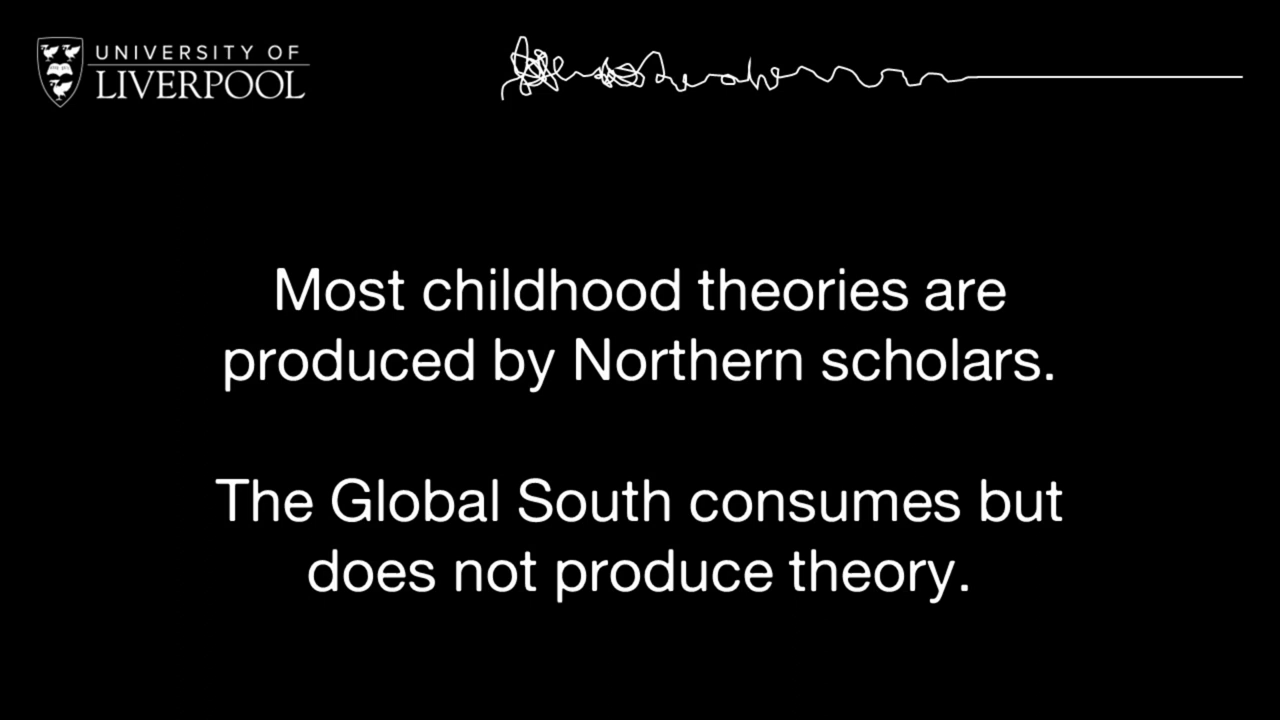 UNIVERSITY OF
LIVERPOOL
Most childhood theories are
produced by Northern scholars.
The Global South consumes but
does not produce theory.